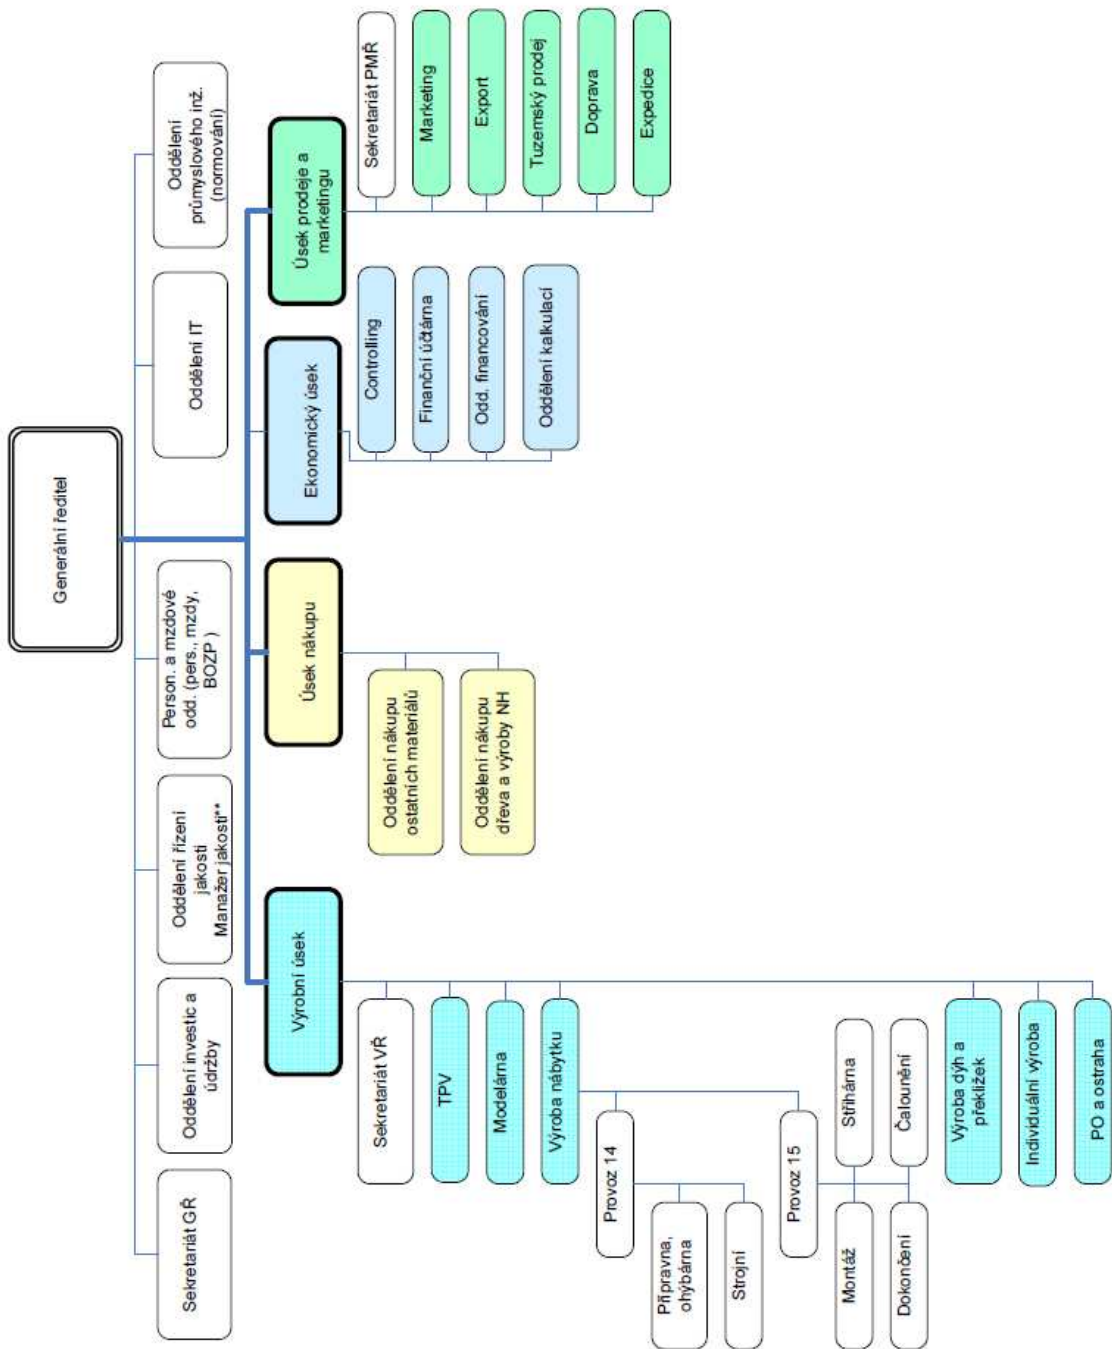 Generální ředitel
Sekretariát GŘ
Oddělení investic a
údržby
Oddělení řízení
jakosti
Manažer jakosti**
Person. a mzdové
odd. (pers., mzdy,
BOZP )
Oddělení IT
Oddělení
průmyslového inž.
(normování)
Výrobní úsek
Úsek nákupu
Ekonomický úsek
Úsek prodeje a
marketingu
Sekretariát VŘ
TPV
Modelárna
Výroba nábytku
Provoz 14
Přípravna,
ohýbárna
Strojní
Provoz 15
Montáž
Střihárna
Dokončení
Čalounění
Výroba dýh a
překližek
Individuální výroba
PO a ostraha
Oddělení nákupu
ostatních materiálů
Oddělení nákupu
dřeva a výroby NH
Controlling
Finanční účtárna
Odd. financování
Oddělení kalkulací
Sekretariát PMŘ
Marketing
Export
Tuzemský prodej
Doprava
Expedice